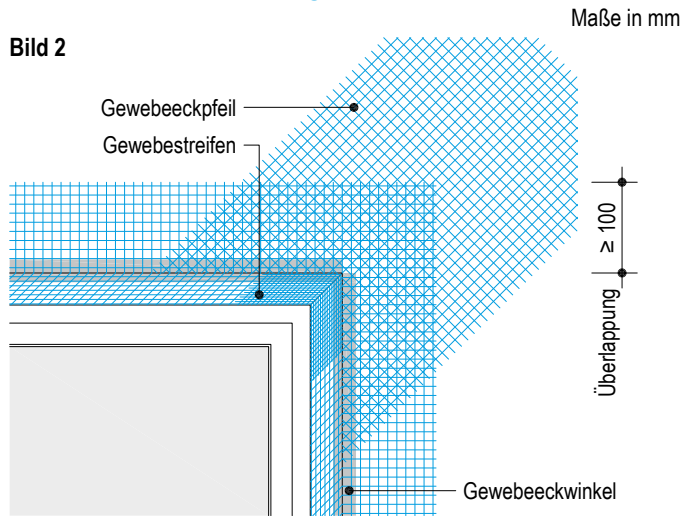 Maße in mm
Bild 2
Gewebeeckpfeil
Gewebestreifen
≥ 100
Überlappung
Gewebeeckwinkel